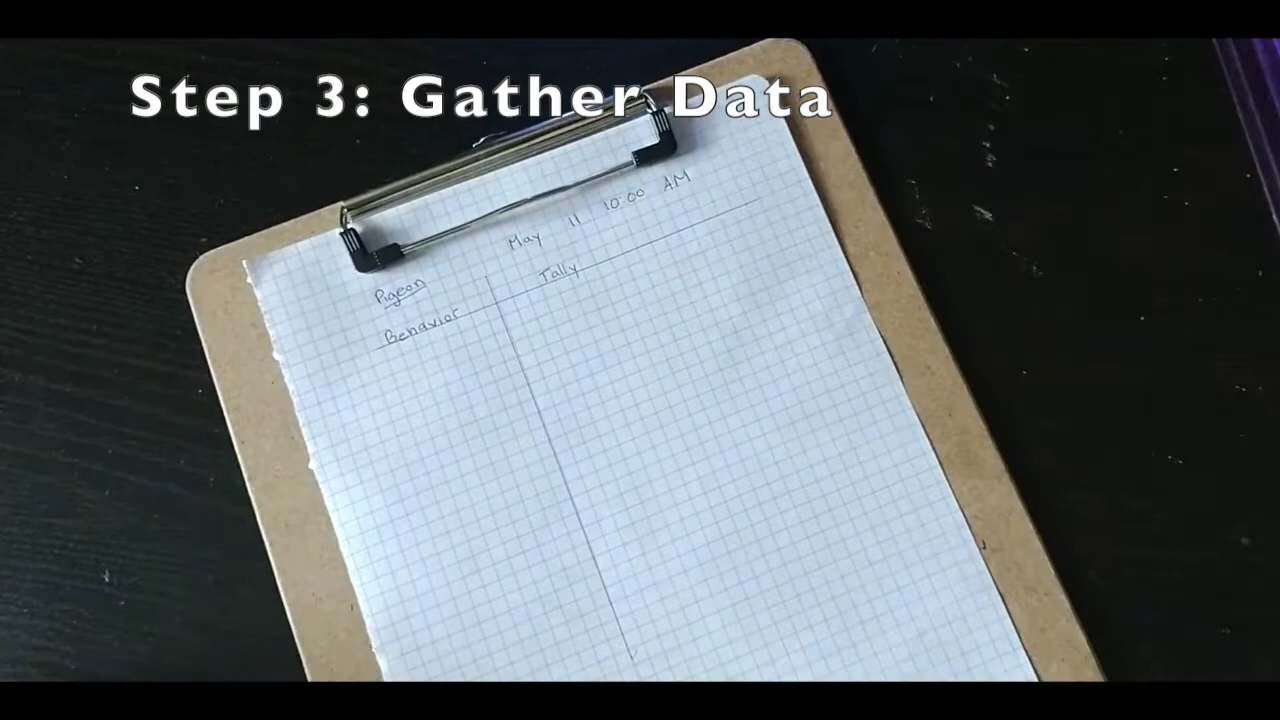 Step 3: Gather Data
May 11 10:00 AM
Pigeon
Behavior
Tally